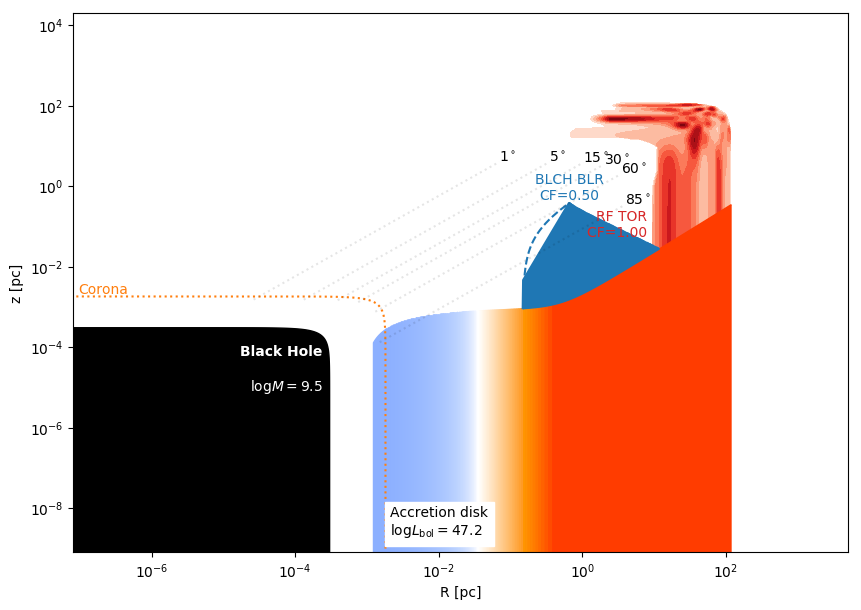 10^4
10^2
10^0
10^-2
10^-4
10^-6
10^-8
z [pc]
1°
5°
15°
30°
60°
85°
BLCH BLR
CF=0.50
RF TOR
CF=1.00
Corona
Black Hole
logM = 9.5
Accretion disk
logL_bol = 47.2
10^-6
10^-4
10^-2
10^0
10^2
R [pc]